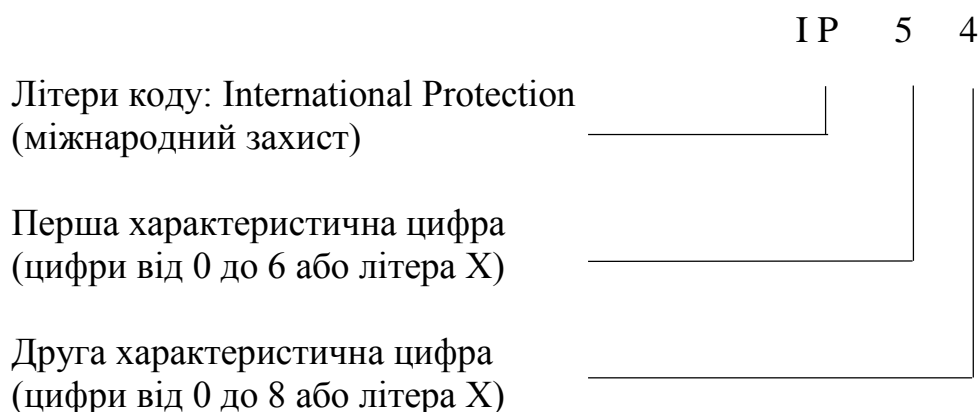 I P 5 4
Літери коду: International Protection
(міжнародний захист)
Перша характеристична цифра
(цифри від 0 до 6 або літера Х)
Друга характеристична цифра
(цифри від 0 до 8 або літера Х)